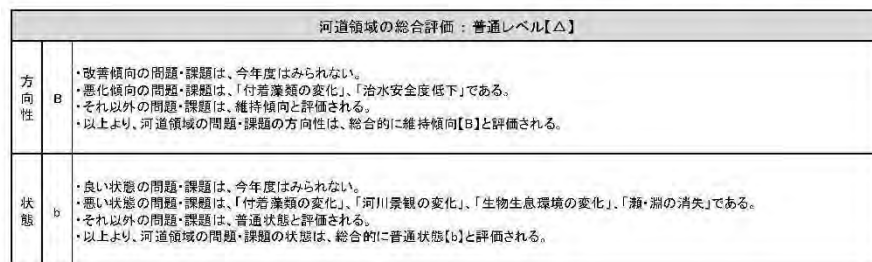 河道領域の総合評価 : 普通レベル【△】
方向性
B
・改善傾向の問題・課題は、今年度はみられない。
・悪化傾向の問題・課題は、「付着藻類の変化」、「治水安全度低下」である。
・それ以外の問題・課題は、維持傾向と評価される。
・以上より、河道領域の問題・課題の方向性は、総合的に維持傾向【B】と評価される。
状態
b
・良い状態の問題・課題は、今年度はみられない。
・悪い状態の問題・課題は、「付着藻類の変化」、「河川景観の変化」、「生物生息環境の変化」、「瀬・淵の消失」である。
・それ以外の問題・課題は、普通状態と評価される。
・以上より、河道領域の問題・課題の状態は、総合的に普通状態【b】と評価される。